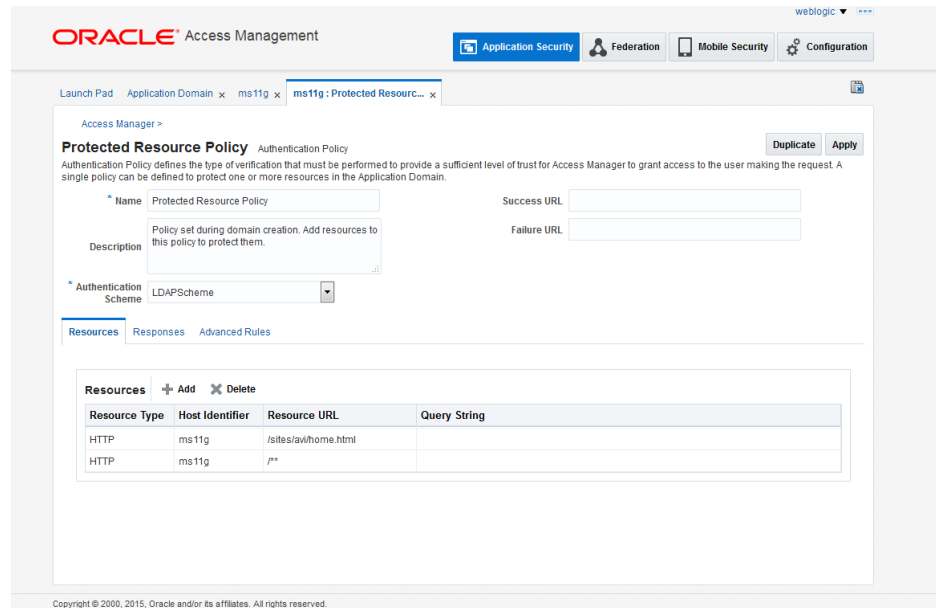 weblogic
ORACLE Access Management
Application Security Federation Mobile Security Configuration
Launch Pad Application Domain x ms11g x ms11g : Protected Resourc... x
Access Manager >
Protected Resource Policy Authentication Policy
Duplicate Apply
Authentication Policy defines the type of verification that must be performed to provide a sufficient level of trust for Access Manager to grant access to the user making the request. A
single policy can be defined to protect one or more resources in the Application Domain.
* Name Protected Resource Policy
Success URL
Description Policy set during domain creation. Add resources to
this policy to protect them.
Failure URL
* Authentication
Scheme LDAPScheme
Resources Responses Advanced Rules
Resources Add Delete
Resource Type Host Identifier Resource URL Query String
HTTP ms11g /sites/avi/home.html
HTTP ms11g /**
Copyright © 2000, 2015, Oracle and/or its affiliates. All rights reserved.